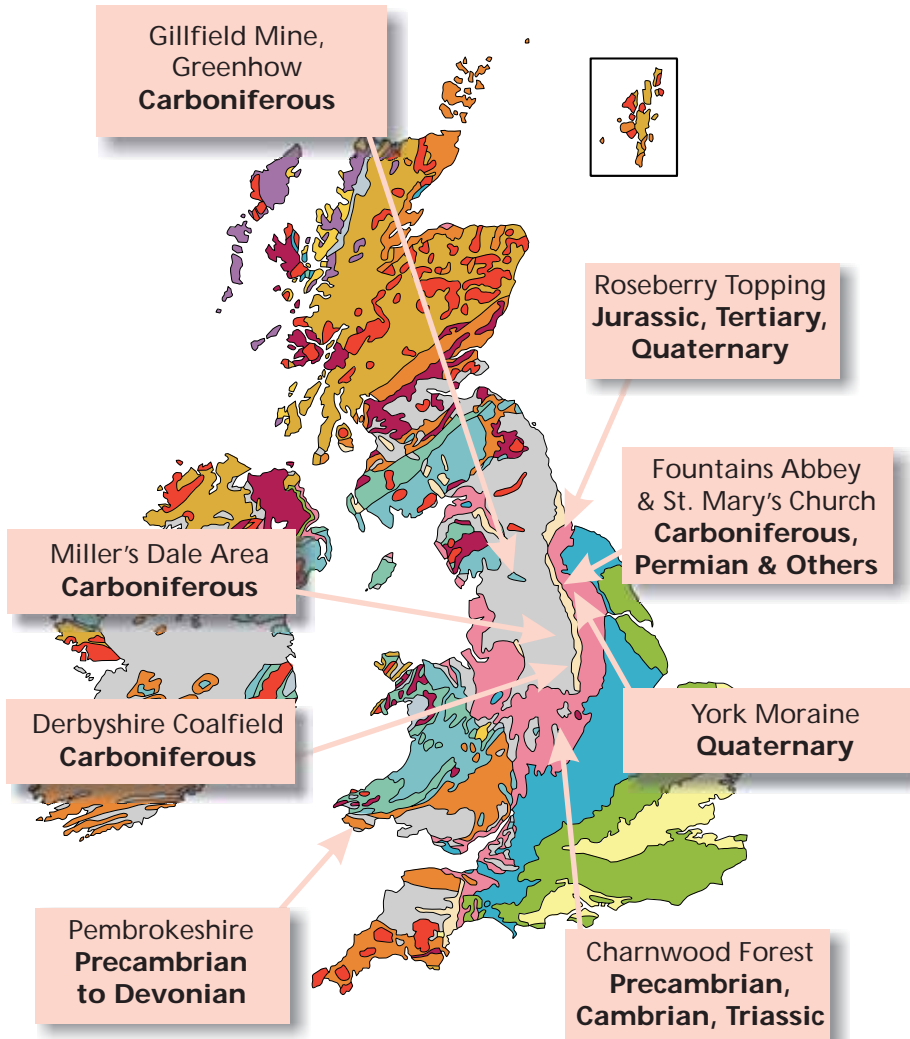 Gillfield Mine,
Greenhow
Carboniferous
Roseberry Topping
Jurassic, Tertiary,
Quaternary
Fountains Abbey
& St. Mary's Church
Carboniferous,
Permian & Others
Miller's Dale Area
Carboniferous
Derbyshire Coalfield
Carboniferous
York Moraine
Quaternary
Pembrokeshire
Precambrian
to Devonian
Charnwood Forest
Precambrian,
Cambrian, Triassic